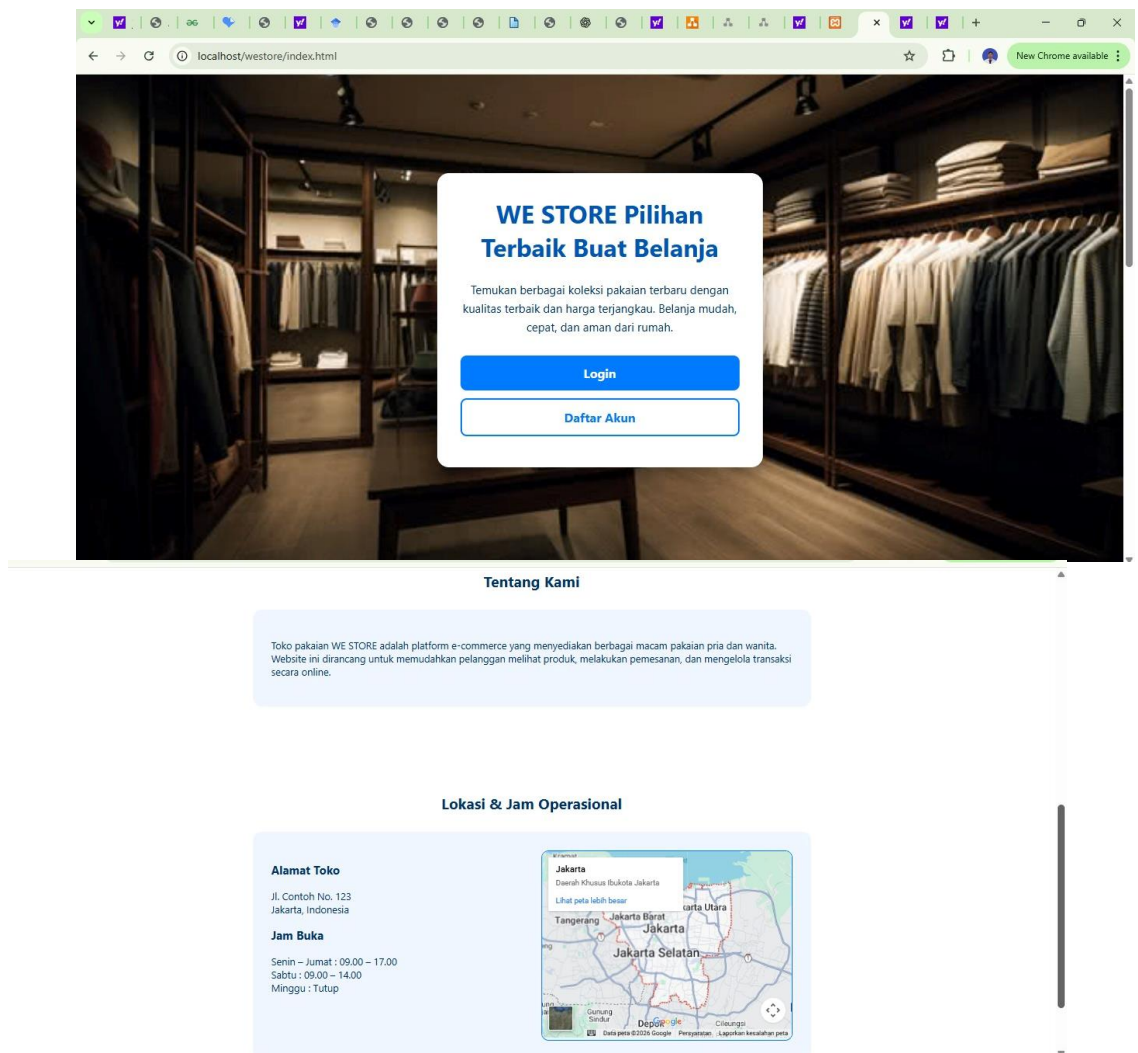 localhost/westore/index.html
New Chrome available
WE STORE Pilihan
Terbaik Buat Belanja
Temukan berbagai koleksi pakaian terbaru dengan
kualitas terbaik dan harga terjangkau. Belanja mudah,
cepat, dan aman dari rumah.
Login
Daftar Akun
Tentang Kami
Toko pakaian WE STORE adalah platform e-commerce yang menyediakan berbagai macam pakaian pria dan wanita.
Website ini dirancang untuk memudahkan pelanggan melihat produk, melakukan pemesanan, dan mengelola transaksi
secara online.
Lokasi & Jam Operasional
Alamat Toko
Jl. Contoh No. 123
Jakarta, Indonesia
Jam Buka
Senin – Jumat : 09.00 – 17.00
Sabtu : 09.00 – 14.00
Minggu : Tutup
Jakarta
Daerah Khusus Ibukota Jakarta
Lihat peta lebih besar
Tangerang
Jakarta Barat
Jakarta
Jakarta Selatan
Gunung
Sindur
Depok
Google
Cileungsi
Data peta ©2026 Google
Persyaratan
Laporkan kesalahan peta